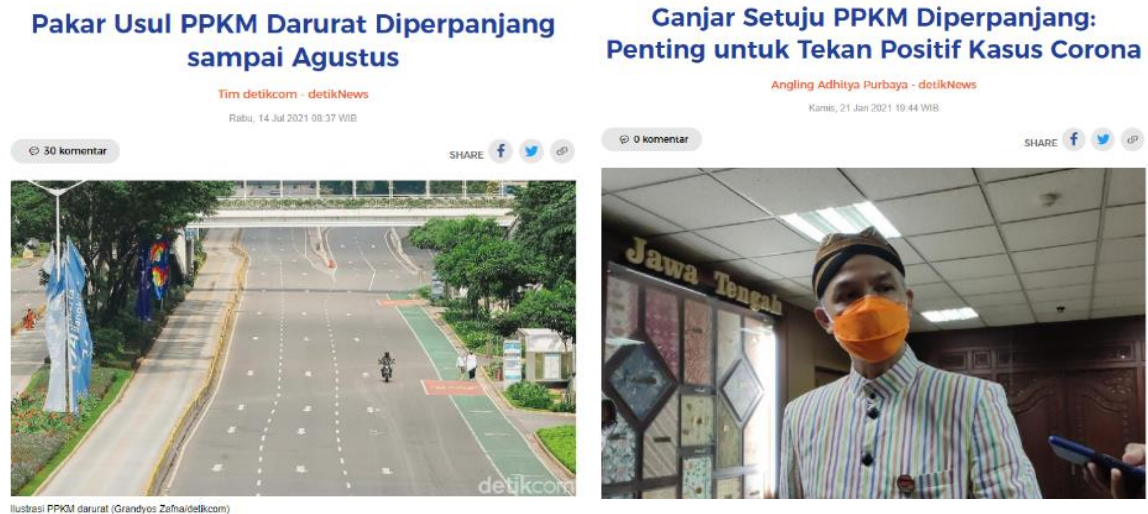 Pakar Usul PPKM Darurat Diperpanjang
sampai Agustus
Tim detikcom - detikNews
Rabu, 14 Jul 2021 08:37 WIB
30 komentar
SHARE
detikcom
Ilustrasi PPKM darurat (Grandyos Zafna/detikcom)
Ganjar Setuju PPKM Diperpanjang:
Penting untuk Tekan Positif Kasus Corona
Angling Adhitya Purbaya - detikNews
Kamis, 21 Jan 2021 19:44 WIB
0 komentar
SHARE
Jawa Tengah